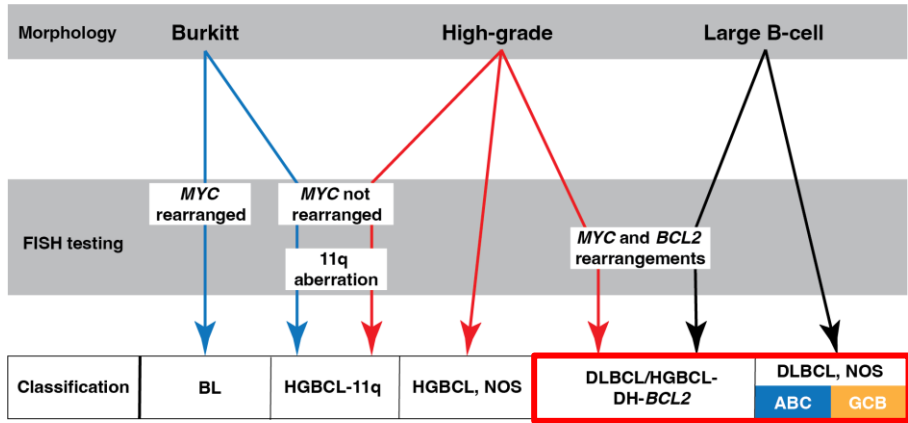 Morphology Burkitt High-grade Large B-cell
MYC
rearranged
MYC not
rearranged
11q
aberration
FISH testing
MYC and BCL2
rearrangements
Classification
BL
HGBCL-11q
HGBCL, NOS
DLBCL/HGBCL-
DH-BCL2
DLBCL, NOS
ABC GCB